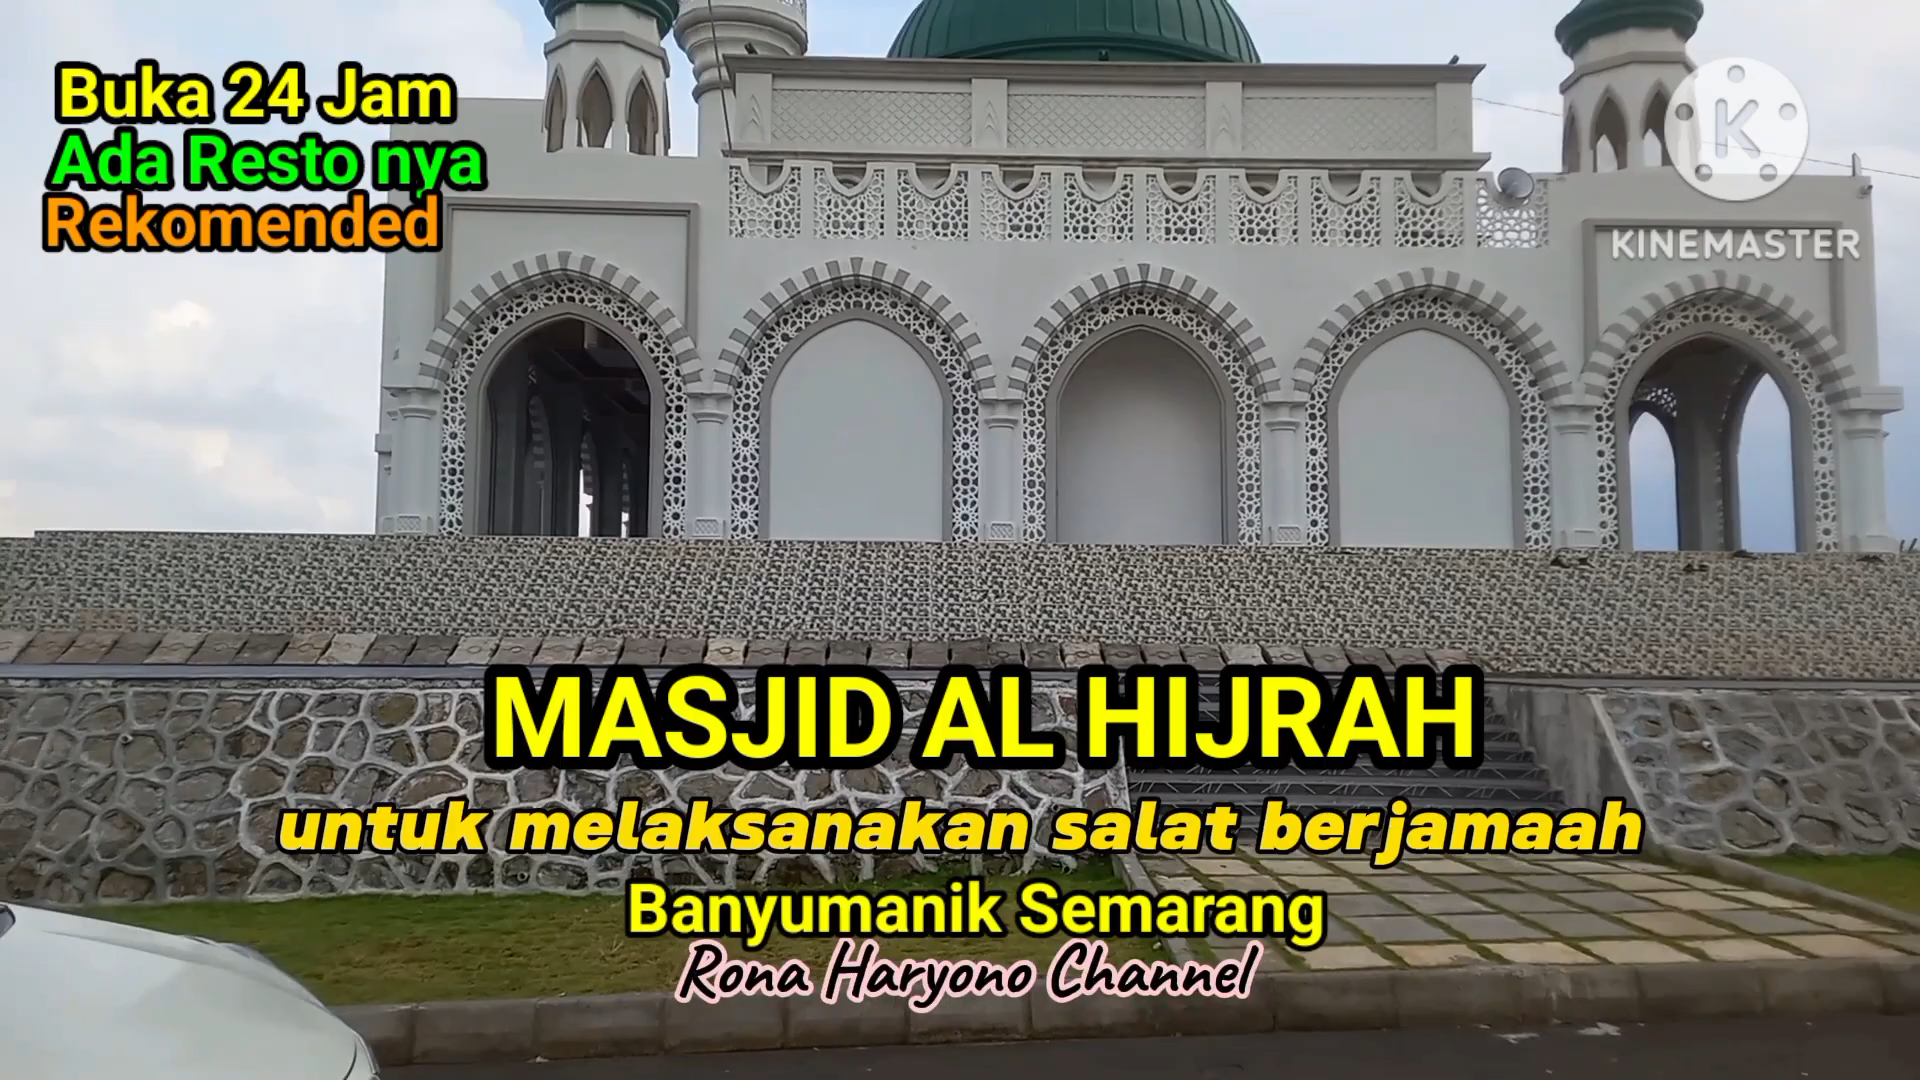 Buka 24 Jam
Ada Resto nya
Rekomended
K
KINEMASTER
MASJID AL HIJRAH
untuk melaksanakan salat berjamaah
Banyumanik Semarang
Rona Haryono Channel